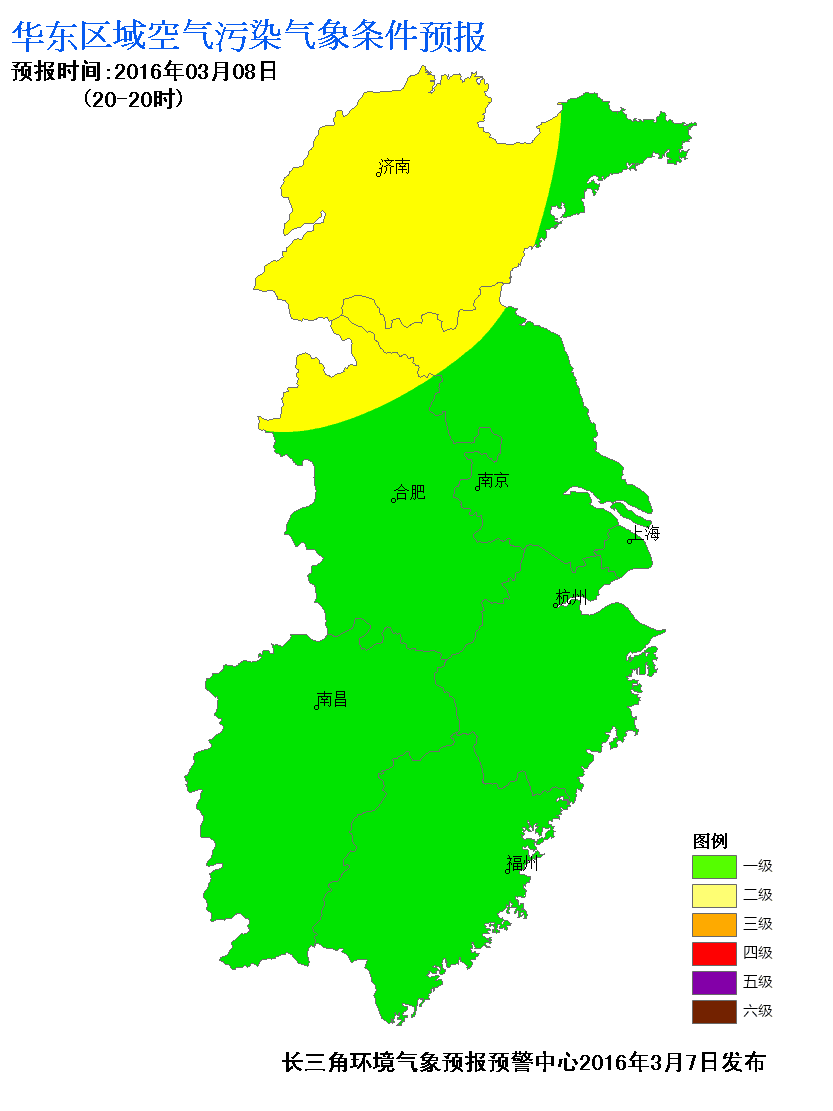 华东区域空气污染气象条件预报
预报时间:2016年03月08日
(20-20时)
济南
南京
合肥
上海
杭州
南昌
福州
图例
一级
二级
三级
四级
五级
六级
长三角环境气象预报预警中心2016年3月7日发布